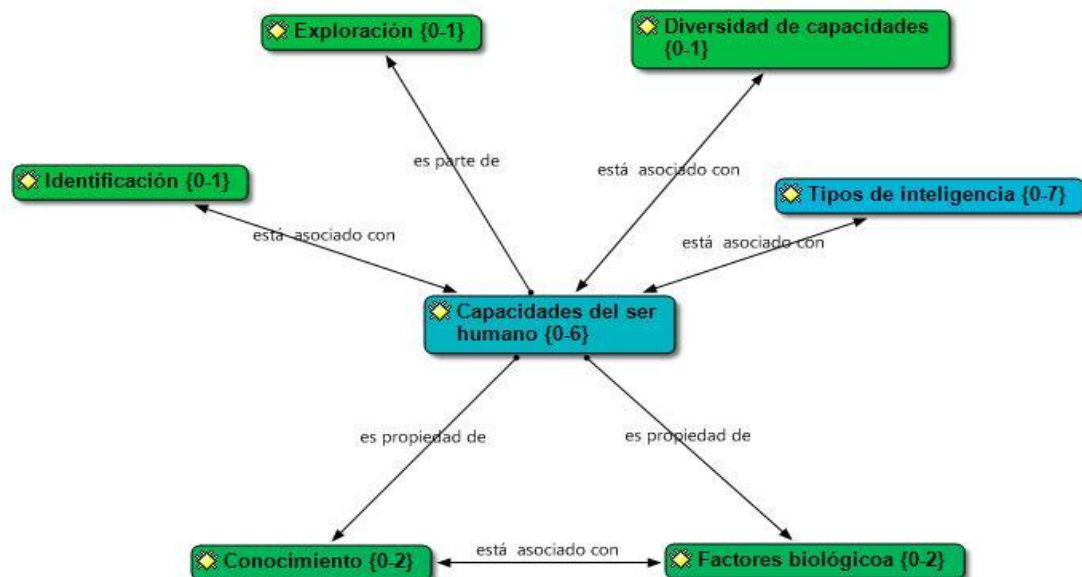 Exploración {0-1}
Diversidad de capacidades
{0-1}
es parte de
está asociado con
Identificación {0-1}
Tipos de inteligencia {0-7}
está asociado con
está asociado con
Capacidades del ser
humano {0-6}
es propiedad de
es propiedad de
Conocimiento {0-2}
está asociado con
Factores biológicoa {0-2}